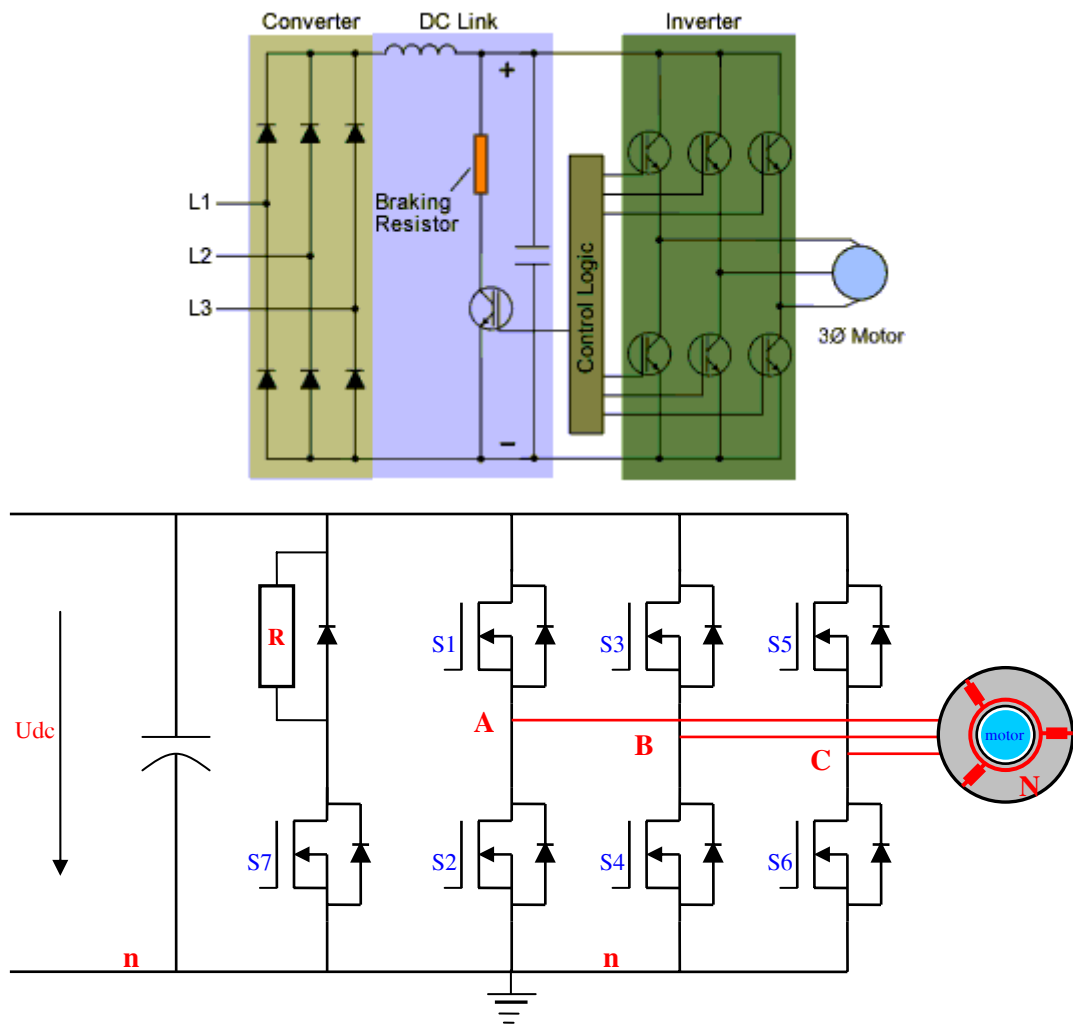 Converter
DC Link
Inverter
+
L1
L2
L3
Braking
Resistor
Control Logic
3Ø Motor
−
R
S1
S3
S5
Udc
A
B
C
motor
N
S7
S2
S4
S6
n
n